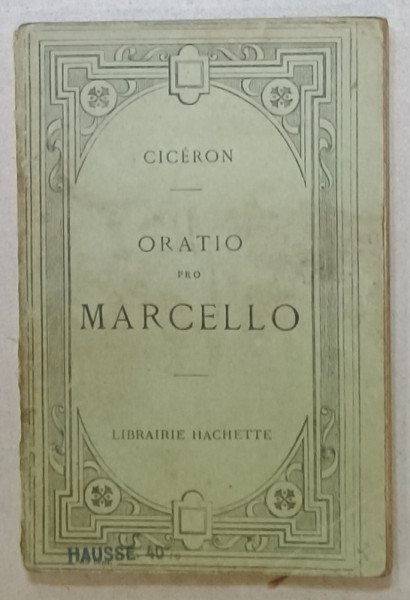 CICÉRON
ORATIO
PRO
MARCELLO
LIBRAIRIE HACHETTE
HAUSSE 40%